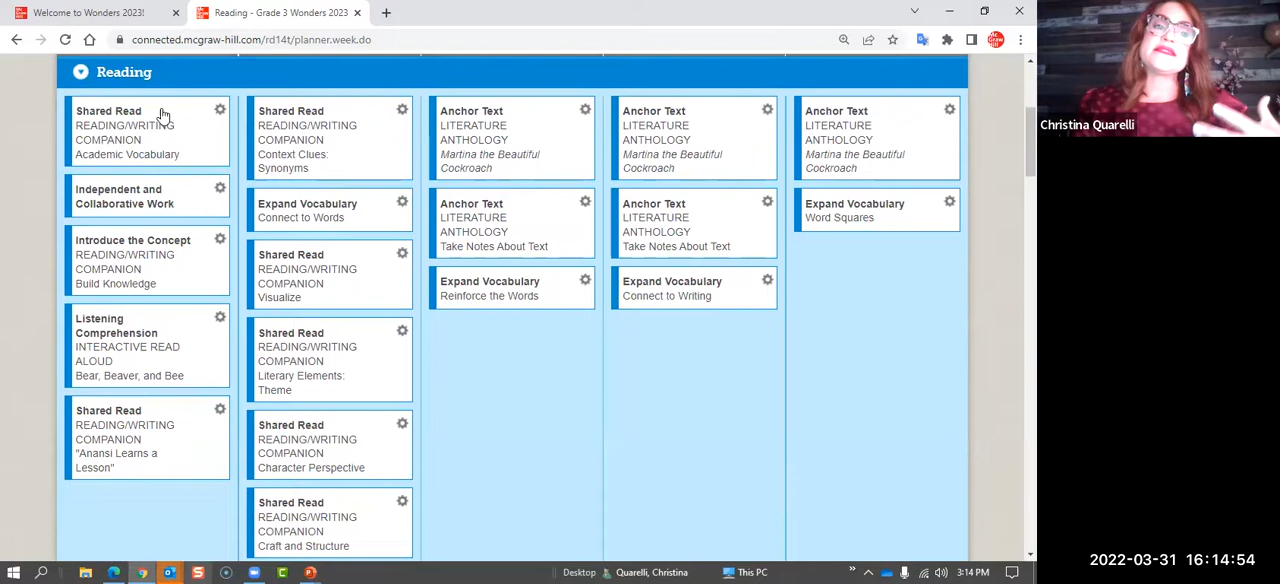 Welcome to Wonders 2023!
Reading - Grade 3 Wonders 2023
connected.mcgraw-hill.com/rd14t/planner.week.do
Reading
Shared Read
READING/WRITING
COMPANION
Academic Vocabulary
Independent and
Collaborative Work
Introduce the Concept
READING/WRITING
COMPANION
Build Knowledge
Listening
Comprehension
INTERACTIVE READ
ALOUD
Bear, Beaver, and Bee
Shared Read
READING/WRITING
COMPANION
"Anansi Learns a
Lesson"
Shared Read
READING/WRITING
COMPANION
Context Clues:
Synonyms
Expand Vocabulary
Connect to Words
Shared Read
READING/WRITING
COMPANION
Visualize
Shared Read
READING/WRITING
COMPANION
Literary Elements:
Theme
Shared Read
READING/WRITING
COMPANION
Character Perspective
Shared Read
READING/WRITING
COMPANION
Craft and Structure
Anchor Text
LITERATURE
ANTHOLOGY
Martina the Beautiful
Cockroach
Anchor Text
LITERATURE
ANTHOLOGY
Take Notes About Text
Expand Vocabulary
Reinforce the Words
Anchor Text
LITERATURE
ANTHOLOGY
Martina the Beautiful
Cockroach
Anchor Text
LITERATURE
ANTHOLOGY
Take Notes About Text
Expand Vocabulary
Connect to Writing
Anchor Text
LITERATURE
ANTHOLOGY
Martina the Beautiful
Cockroach
Expand Vocabulary
Word Squares
Christina Quarelli
2022-03-31 16:14:54
Desktop
Quarelli, Christina
This PC
3:14 PM